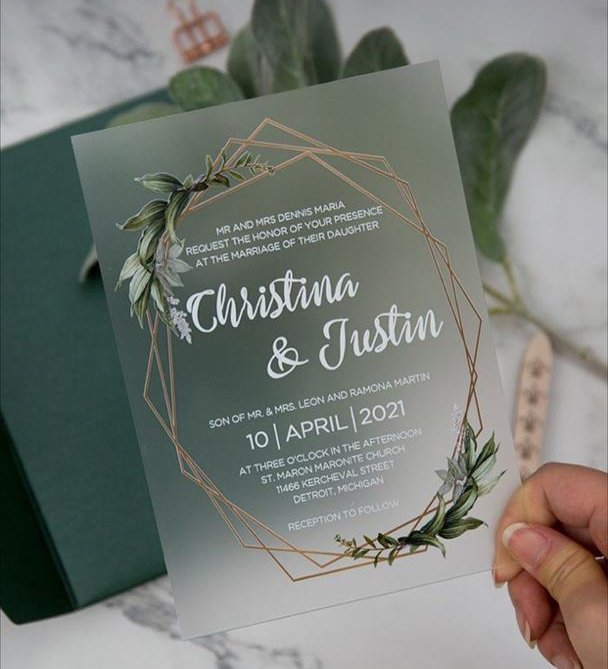 MR AND MRS DENNIS MARIA
REQUEST THE HONOR OF YOUR PRESENCE
AT THE MARRIAGE OF THEIR DAUGHTER
Christina
& Justin
SON OF MR. & MRS. LEON AND RAMONA MARTIN
10 | APRIL | 2021
AT THREE O'CLOCK IN THE AFTERNOON
ST. MARON MARONITE CHURCH
11466 KERCHEVAL STREET
DETROIT, MICHIGAN
RECEPTION TO FOLLOW